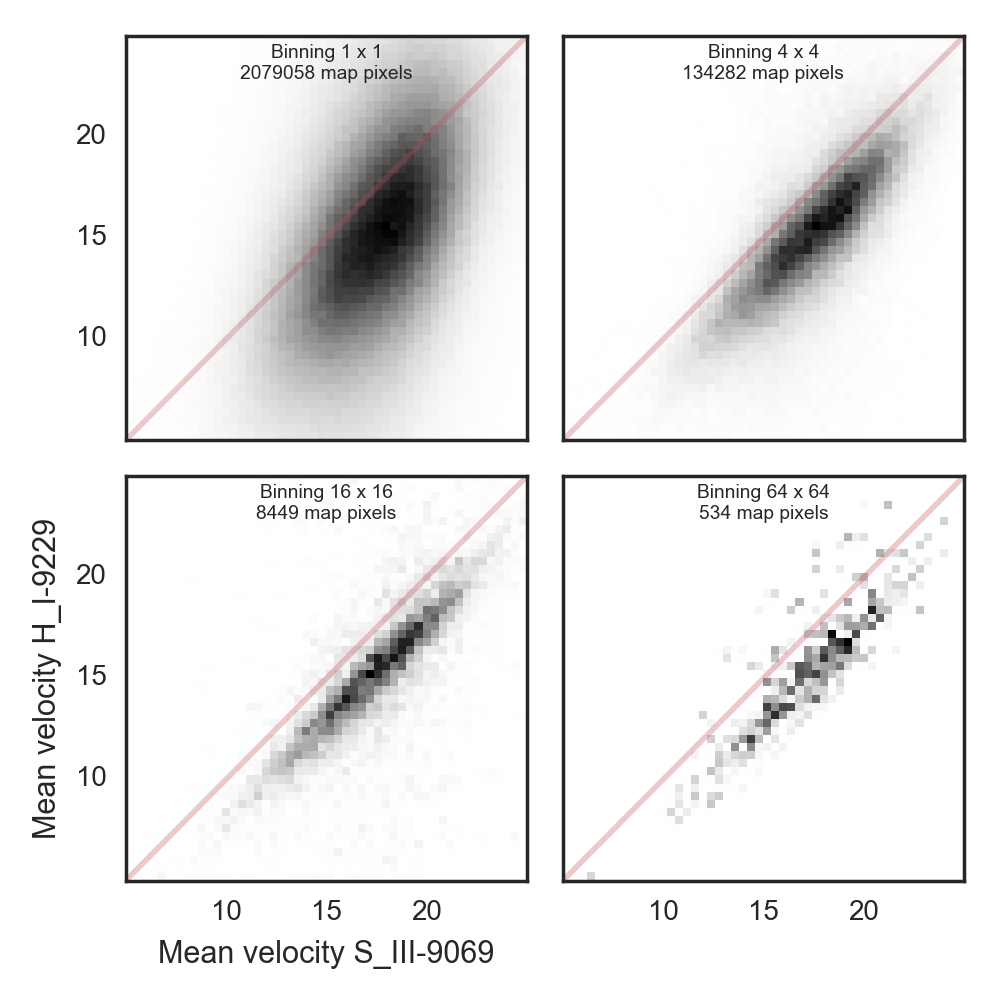 Binning 1 x 1
2079058 map pixels
Binning 4 x 4
134282 map pixels
20
15
10
Binning 16 x 16
8449 map pixels
Binning 64 x 64
534 map pixels
20
15
10
Mean velocity H_I-9229
10 15 20
10 15 20
Mean velocity S_III-9069